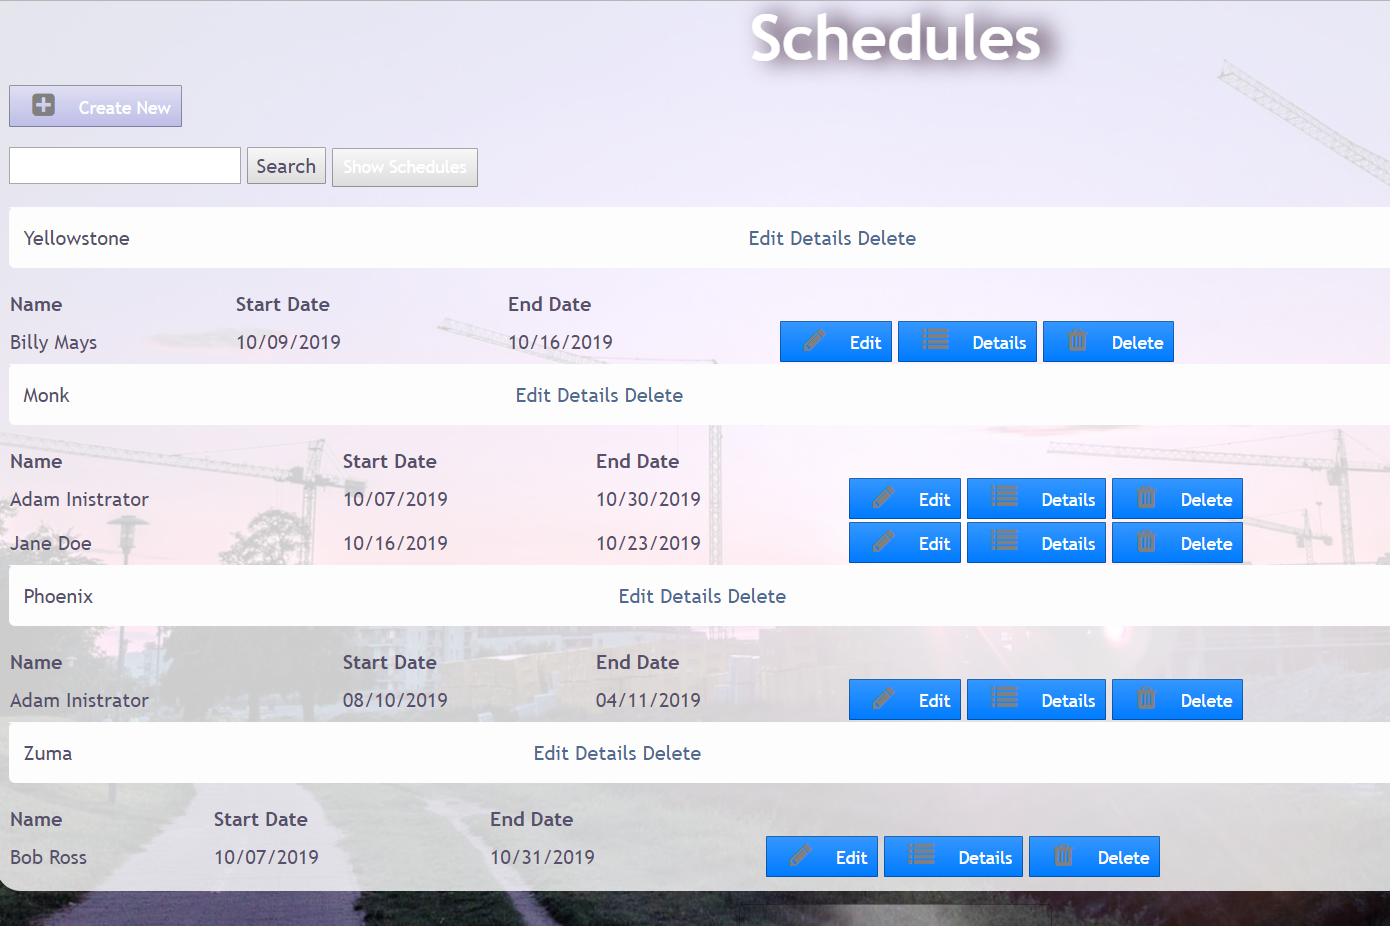 Schedules
Create New
Search Show Schedules
Yellowstone Edit Details Delete
Name Start Date End Date
Billy Mays 10/09/2019 10/16/2019 Edit Details Delete
Monk Edit Details Delete
Name Start Date End Date
Adam Inistrator 10/07/2019 10/30/2019 Edit Details Delete
Jane Doe 10/16/2019 10/23/2019 Edit Details Delete
Phoenix Edit Details Delete
Name Start Date End Date
Adam Inistrator 08/10/2019 04/11/2019 Edit Details Delete
Zuma Edit Details Delete
Name Start Date End Date
Bob Ross 10/07/2019 10/31/2019 Edit Details Delete